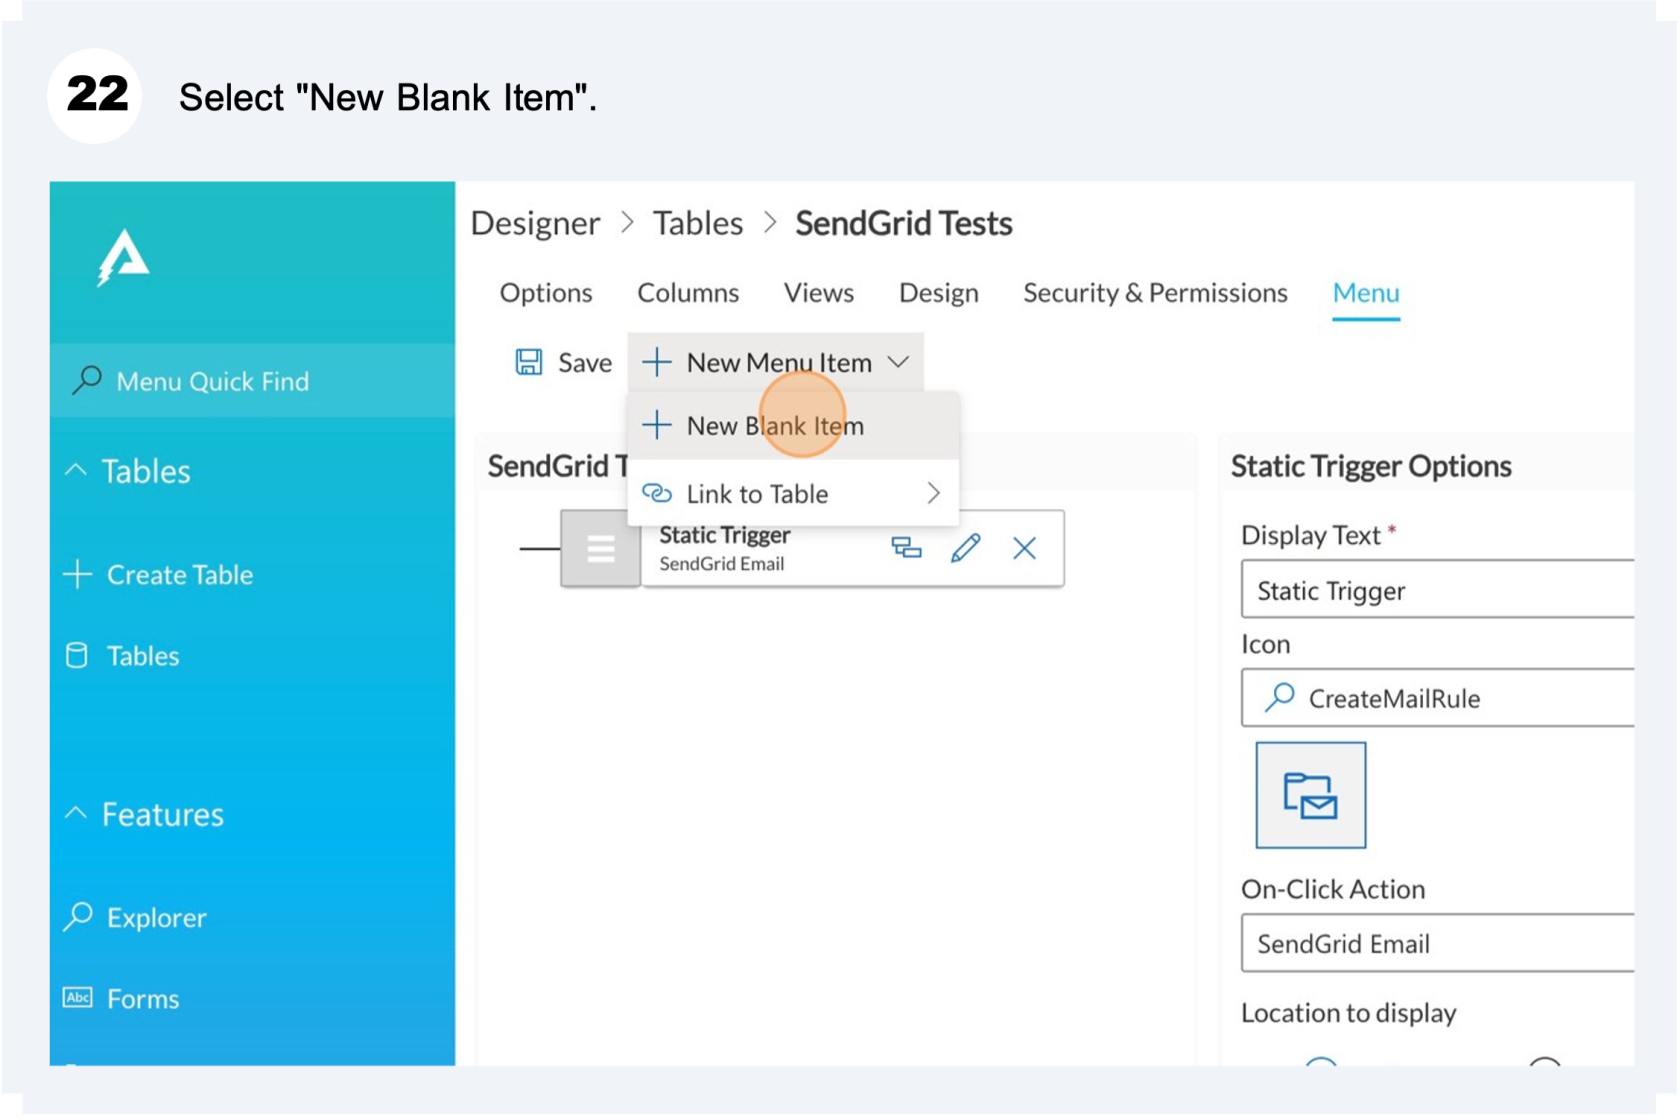 22
Select "New Blank Item".
Designer > Tables > SendGrid Tests
Options Columns Views Design Security & Permissions Menu
Save New Menu Item
Menu Quick Find
New Blank Item
Link to Table
Tables
Create Table
Tables
Features
Explorer
Abc Forms
SendGrid T
Static Trigger
SendGrid Email
Static Trigger Options
Display Text *
Static Trigger
Icon
CreateMailRule
On-Click Action
SendGrid Email
Location to display